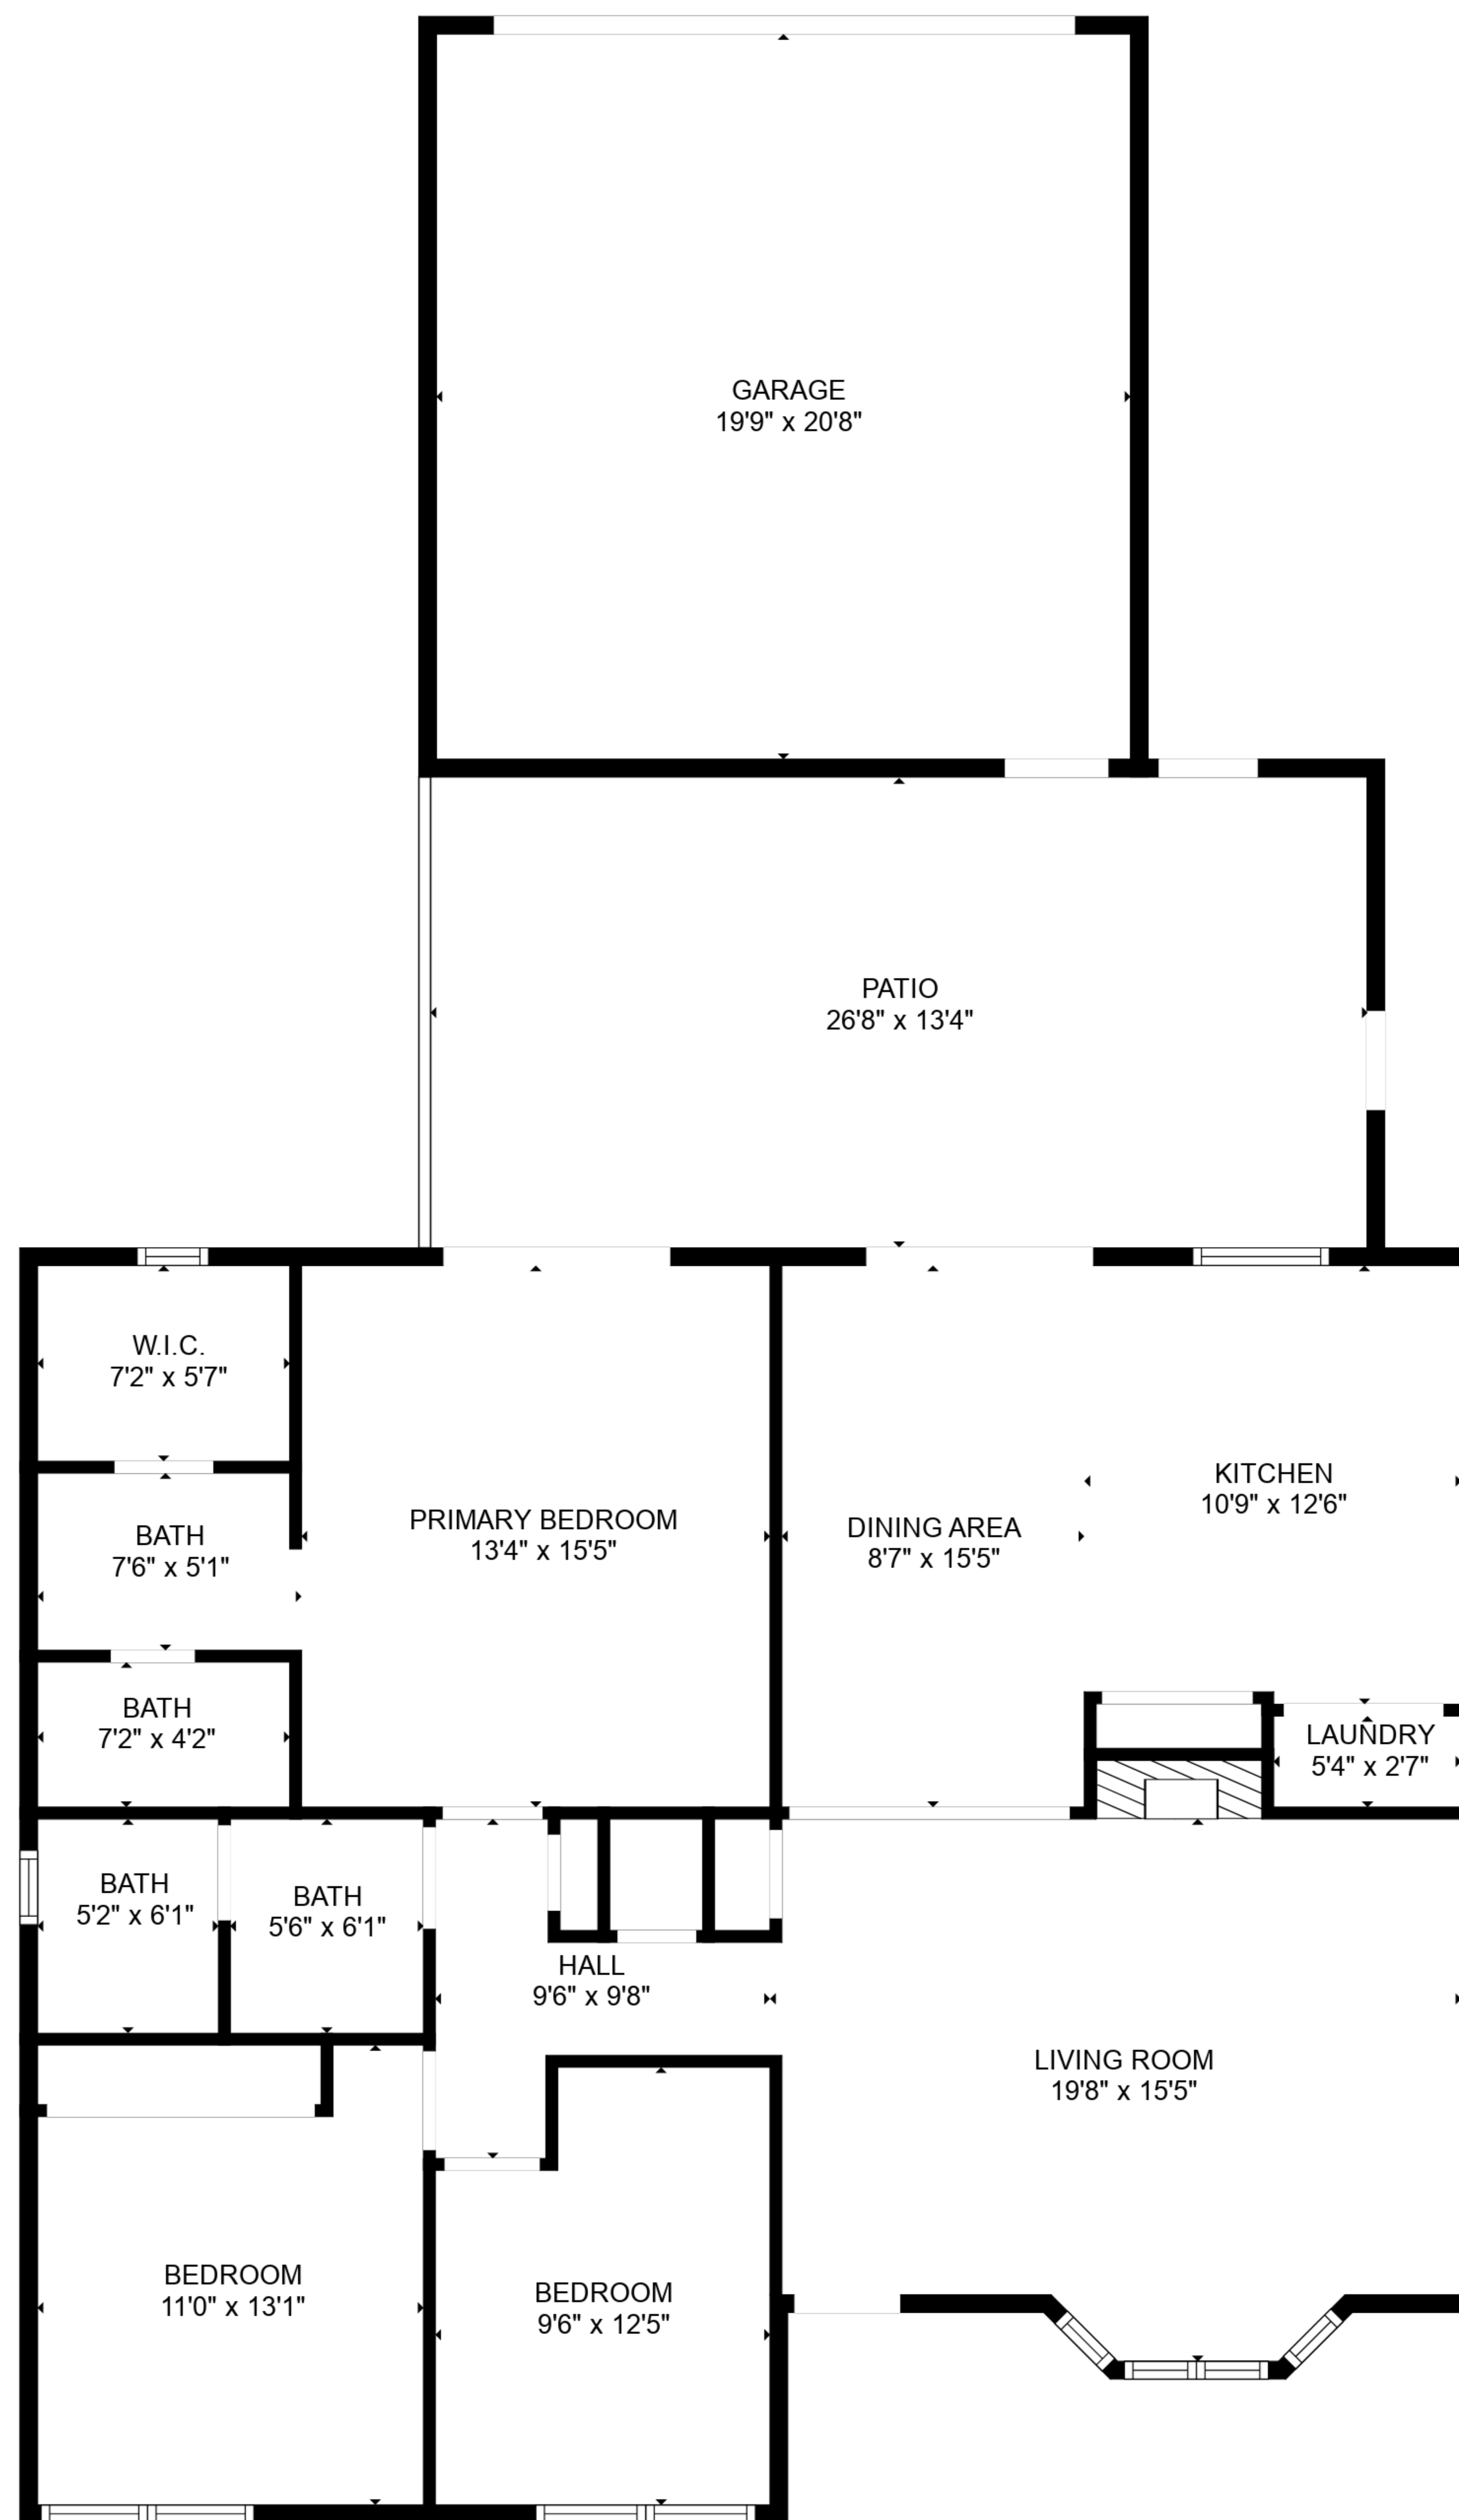 GARAGE
19'9" x 20'8"
PATIO
26'8" x 13'4"
W.I.C.
7'2" x 5'7"
KITCHEN
10'9" x 12'6"
PRIMARY BEDROOM
13'4" x 15'5"
DINING AREA
8'7" x 15'5"
BATH
7'6" x 5'1"
BATH
7'2" x 4'2"
LAUNDRY
5'4" x 2'7"
BATH
5'2" x 6'1"
BATH
5'6" x 6'1"
HALL
9'6" x 9'8"
LIVING ROOM
19'8" x 15'5"
BEDROOM
11'0" x 13'1"
BEDROOM
9'6" x 12'5"